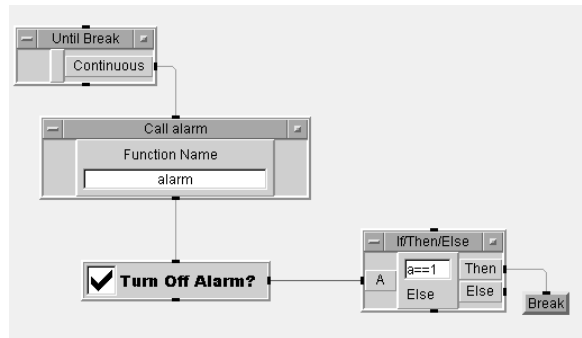 Until Break
Continuous
Call alarm
Function Name
alarm
Turn Off Alarm?
If/Then/Else
A
a==1
Then
Else
Else
Break